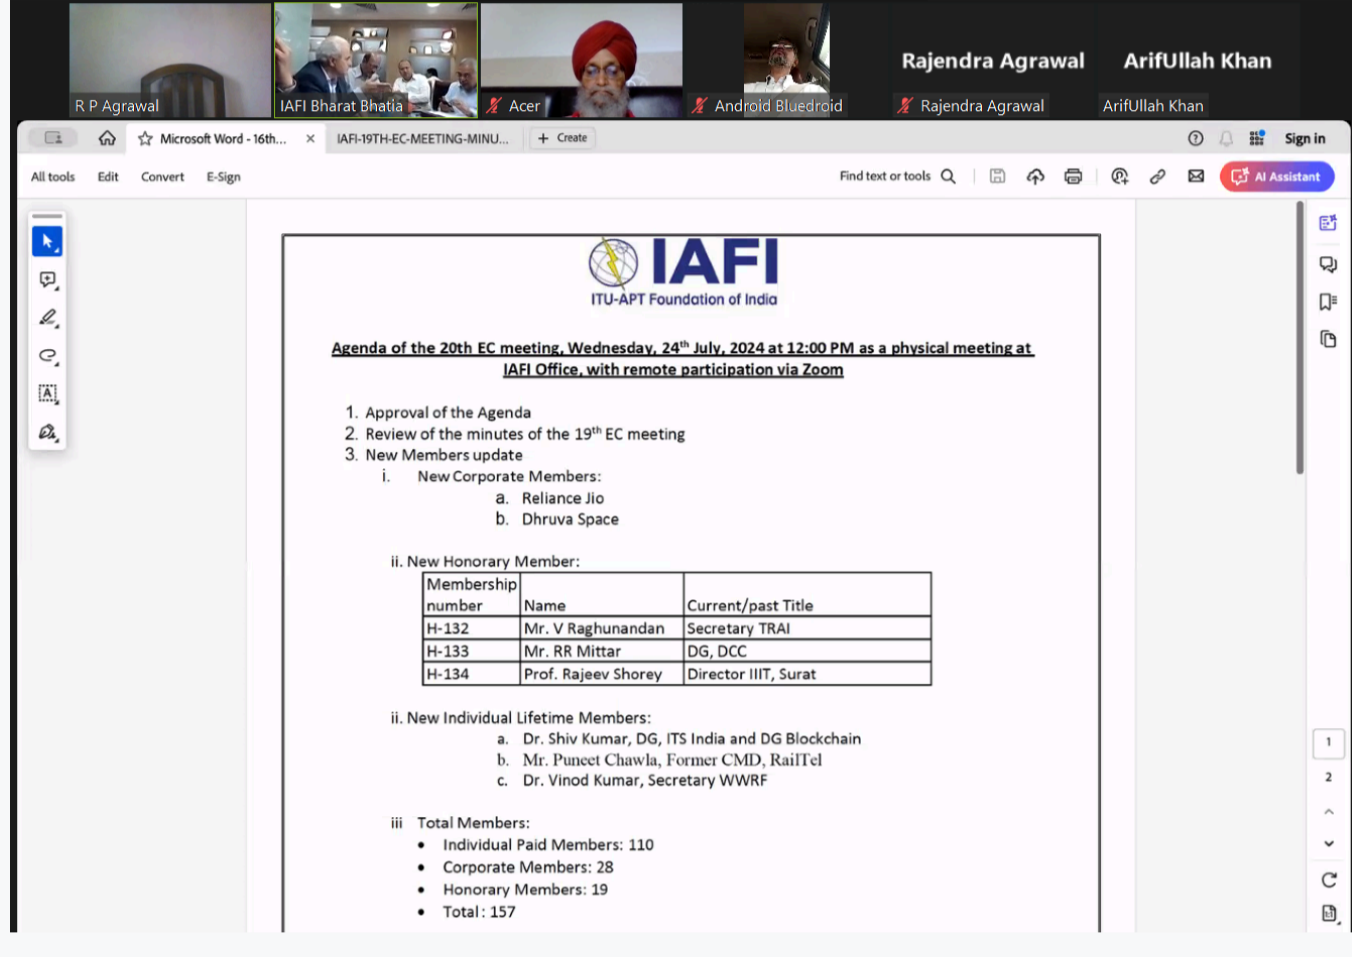 Rajendra Agrawal
ArifUllah Khan
R P Agrawal
IAFI Bharat Bhatia
Acer
Android Bluedroid
Rajendra Agrawal
ArifUllah Khan
Microsoft Word - 16th...
IAFI-19TH-EC-MEETING-MINU...
+ Create
Sign in
All tools
Edit
Convert
E-Sign
Find text or tools
AI Assistant
IAFI
ITU-APT Foundation of India
Agenda of the 20th EC meeting, Wednesday, 24th July, 2024 at 12:00 PM as a physical meeting at
IAFI Office, with remote participation via Zoom
1. Approval of the Agenda
2. Review of the minutes of the 19th EC meeting
3. New Members update
i. New Corporate Members:
a. Reliance Jio
b. Dhruva Space
ii. New Honorary Member:
Membership
number Name Current/past Title
H-132 Mr. V Raghunandan Secretary TRAI
H-133 Mr. RR Mittar DG, DCC
H-134 Prof. Rajeev Shorey Director IIIT, Surat
ii. New Individual Lifetime Members:
a. Dr. Shiv Kumar, DG, ITS India and DG Blockchain
b. Mr. Puneet Chawla, Former CMD, RailTel
c. Dr. Vinod Kumar, Secretary WWRF
iii Total Members:
• Individual Paid Members: 110
• Corporate Members: 28
• Honorary Members: 19
• Total : 157
1
2